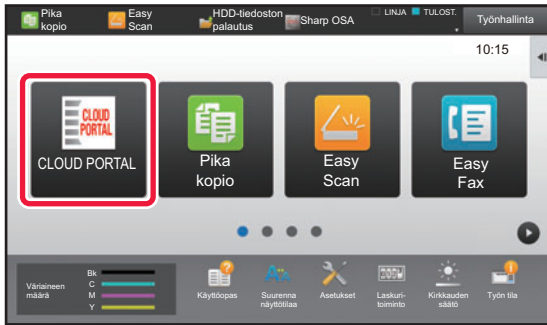 Pika
kopio
Easy
Scan
HDD-tiedoston
palautus
Sharp OSA
LINJA
TULOST.
Työnhallinta
10:15
CLOUD
PORTAL
CLOUD PORTAL
Pika
kopio
Easy
Scan
Easy
Fax
Väriaineen
määrä
Bk
C
M
Y
Käyttöopas
Suurenna
näyttötilaa
Asetukset
Laskuri-
toiminto
Kirkkauden
säätö
Työn tila